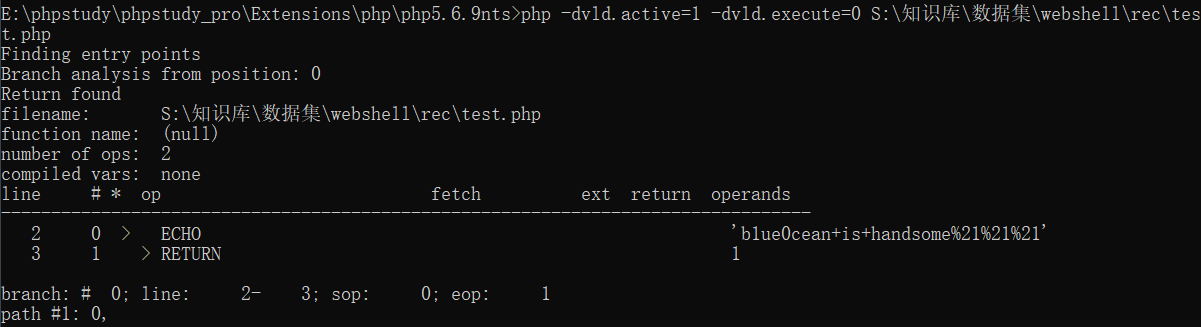 E:\phpstudy\phpstudy_pro\Extensions\php\php5.6.9nts>php -dvld.active=1 -dvld.execute=0 S:\知识库\数据集\webshell\rec\tes
t.php
Finding entry points
Branch analysis from position: 0
Return found
filename:       S:\知识库\数据集\webshell\rec\test.php
function name:  (null)
number of ops:  2
compiled vars:  none
line     # *  op                           fetch          ext  return  operands
---------------------------------------------------------------------------------
   2     0  >   ECHO                                                     'blue0cean+is+handsome%21%21%21'
   3     1    > RETURN                                                   1
branch: #  0; line:     2-    3; sop:     0; eop:     1
path #1: 0,